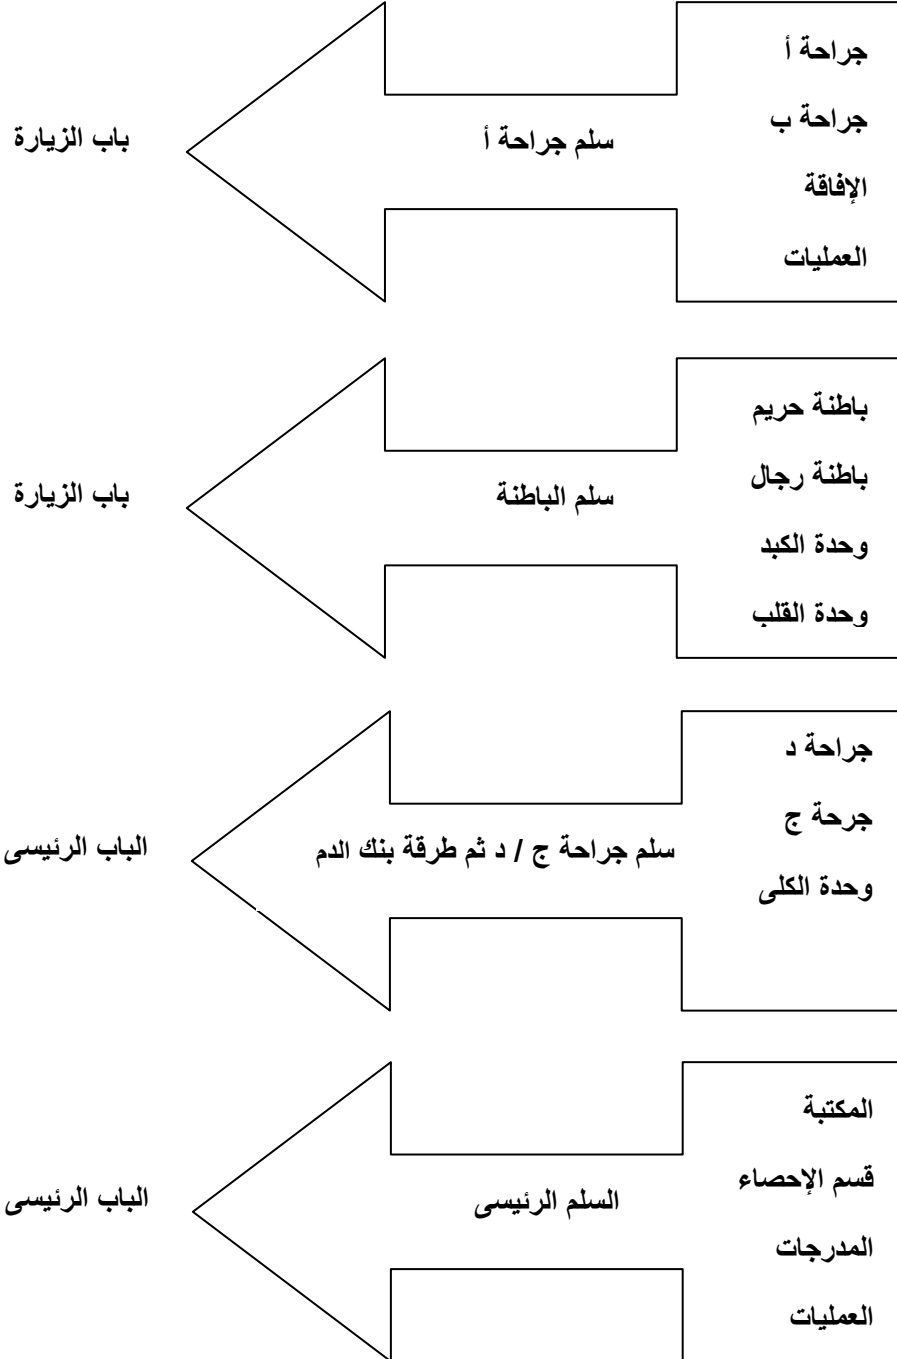 جراحة أ
جراحة ب
الإفاقة
العمليات
سلم جراحة أ
باب الزيارة
باطنة حريم
باطنة رجال
وحدة الكبد
وحدة القلب
سلم الباطنة
باب الزيارة
جراحة د
جرحة ج
وحدة الكلى
سلم جراحة ج / د ثم طرقة بنك الدم
الباب الرئيسى
المكتبة
قسم الإحصاء
المدرجات
العمليات
السلم الرئيسى
الباب الرئيسى